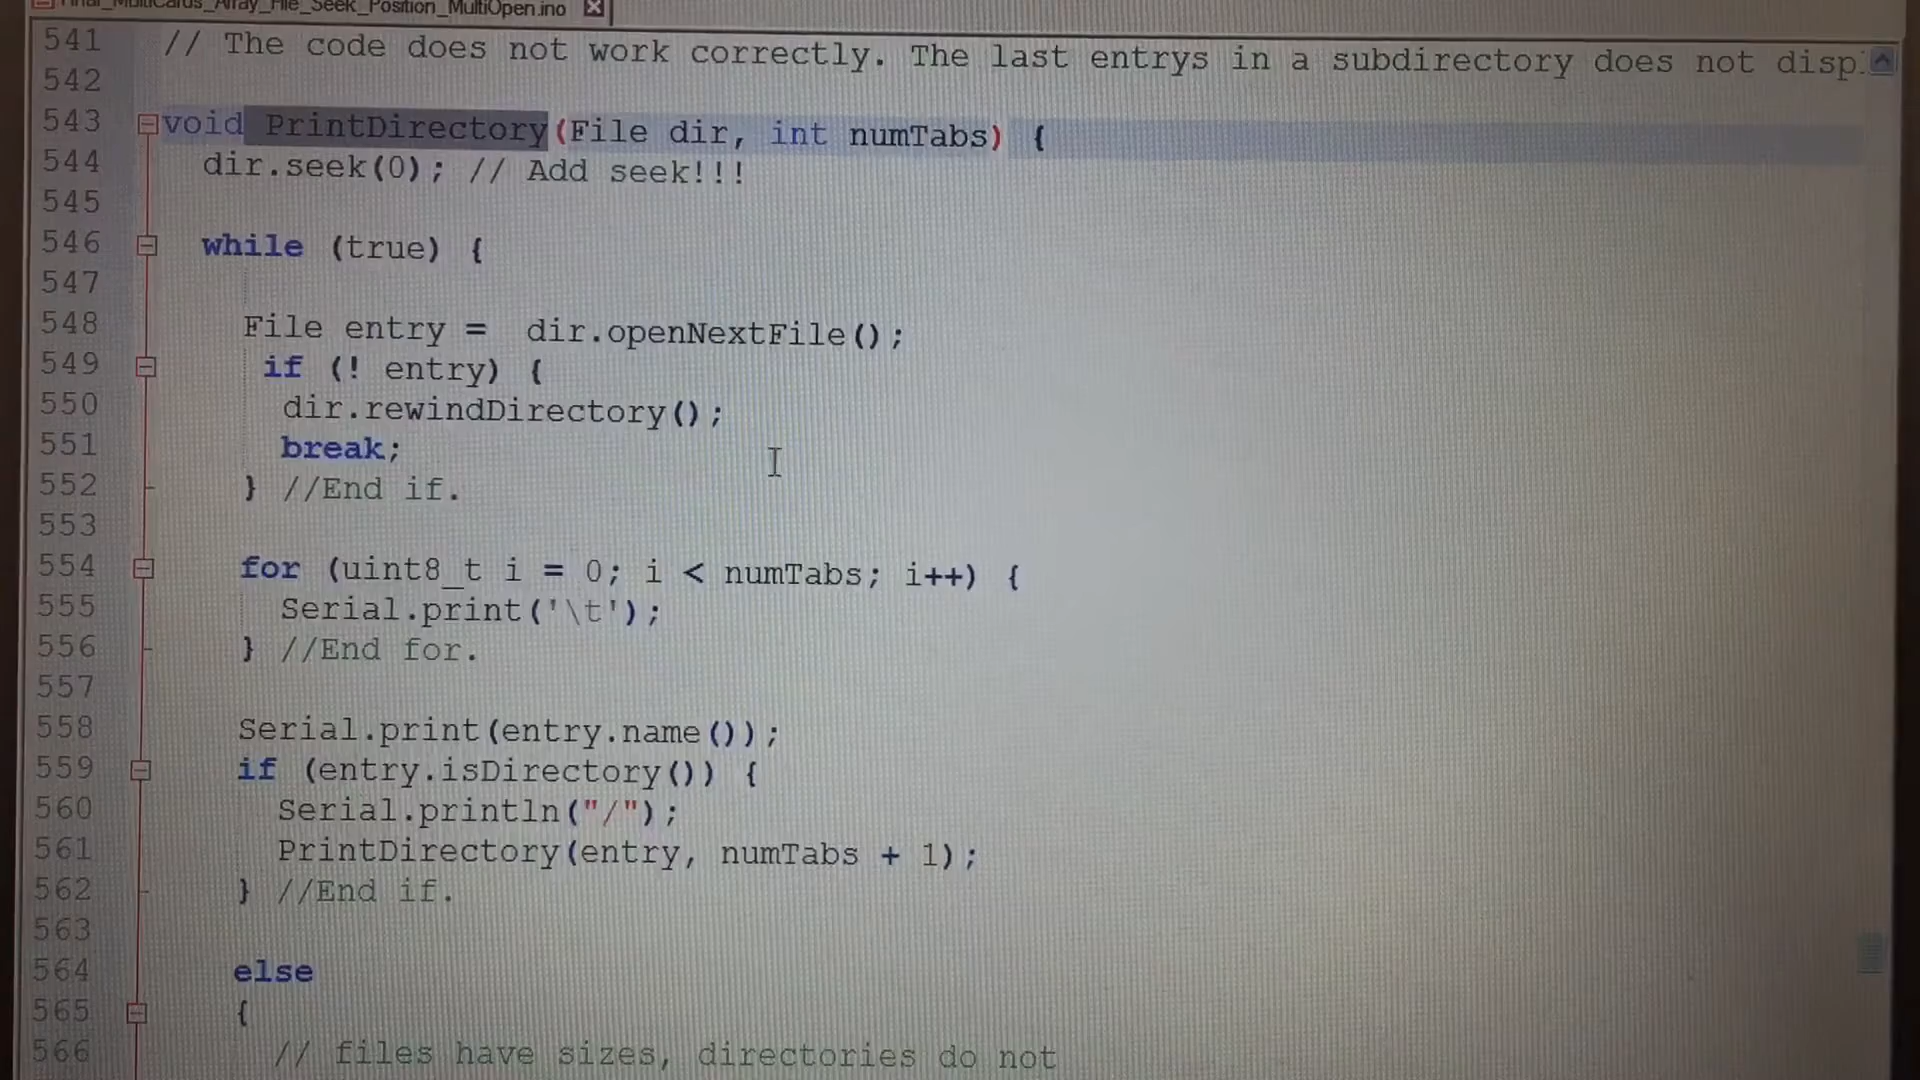 Final_MultiCards_Array_File_Seek_Position_MultiOpen.ino
541 // The code does not work correctly. The last entrys in a subdirectory does not disp
542
543 void PrintDirectory(File dir, int numTabs) {
544 dir.seek(0); // Add seek!!!
545
546 while (true) {
547
548 File entry =  dir.openNextFile();
549 if (! entry) {
550 dir.rewindDirectory();
551 break;
552 } //End if.
553
554 for (uint8_t i = 0; i < numTabs; i++) {
555 Serial.print('\t');
556 } //End for.
557
558 Serial.print(entry.name());
559 if (entry.isDirectory()) {
560 Serial.println("/");
561 PrintDirectory(entry, numTabs + 1);
562 } //End if.
563
564 else
565 {
566 // files have sizes, directories do not